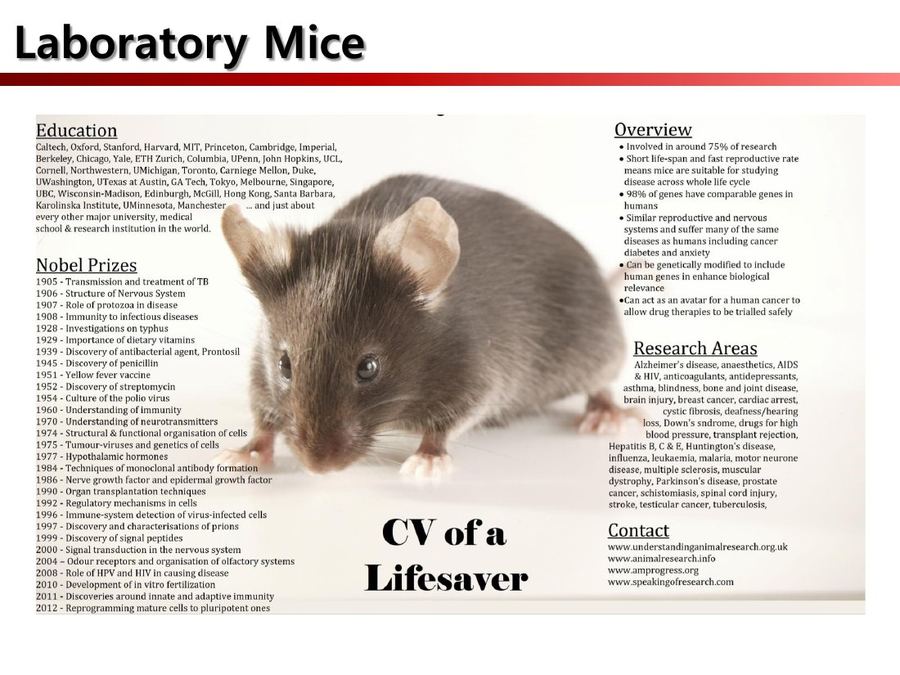 Laboratory Mice
Education
Caltech, Oxford, Stanford, Harvard, MIT, Princeton, Cambridge, Imperial,
Berkeley, Chicago, Yale, ETH Zurich, Columbia, UPenn, John Hopkins, UCL,
Cornell, Northwestern, UMichigan, Toronto, Carniege Mellon, Duke,
UWashington, UTexas at Austin, GA Tech, Tokyo, Melbourne, Singapore,
UBC, Wisconsin-Madison, Edinburgh, McGill, Hong Kong, Santa Barbara,
Karolinska Institute, UMinnesota, Manchester ... and just about
every other major university, medical
school & research institution in the world.
Nobel Prizes
1905 - Transmission and treatment of TB
1906 - Structure of Nervous System
1907 - Role of protozoa in disease
1908 - Immunity to infectious diseases
1928 - Investigations on typhus
1929 - Importance of dietary vitamins
1939 - Discovery of antibacterial agent, Prontosil
1945 - Discovery of penicillin
1951 - Yellow fever vaccine
1952 - Discovery of streptomycin
1954 - Culture of the polio virus
1960 - Understanding of immunity
1970 - Understanding of neurotransmitters
1974 - Structural & functional organisation of cells
1975 - Tumour-viruses and genetics of cells
1977 - Hypothalamic hormones
1984 - Techniques of monoclonal antibody formation
1986 - Nerve growth factor and epidermal growth factor
1990 - Organ transplantation techniques
1992 - Regulatory mechanisms in cells
1996 - Immune-system detection of virus-infected cells
1997 - Discovery and characterisations of prions
1999 - Discovery of signal peptides
2000 - Signal transduction in the nervous system
2004 – Odour receptors and organisation of olfactory systems
2008 - Role of HPV and HIV in causing disease
2010 - Development of in vitro fertilization
2011 - Discoveries around innate and adaptive immunity
2012 - Reprogramming mature cells to pluripotent ones
CV of a
Lifesaver
Overview
• Involved in around 75% of research
• Short life-span and fast reproductive rate
means mice are suitable for studying
disease across whole life cycle
• 98% of genes have comparable genes in
humans
• Similar reproductive and nervous
systems and suffer many of the same
diseases as humans including cancer
diabetes and anxiety
• Can be genetically modified to include
human genes in enhance biological
relevance
•Can act as an avatar for a human cancer to
allow drug therapies to be trialled safely
Research Areas
Alzheimer's disease, anaesthetics, AIDS
& HIV, anticoagulants, antidepressants,
asthma, blindness, bone and joint disease,
brain injury, breast cancer, cardiac arrest,
cystic fibrosis, deafness/hearing
loss, Down's sndrome, drugs for high
blood pressure, transplant rejection,
Hepatitis B, C & E, Huntington's disease,
influenza, leukaemia, malaria, motor neurone
disease, multiple sclerosis, muscular
dystrophy, Parkinson's disease, prostate
cancer, schistomiasis, spinal cord injury,
stroke, testicular cancer, tuberculosis,
Contact
www.understandinganimalresearch.org.uk
www.animalresearch.info
www.amprogress.org
www.speakingofresearch.com